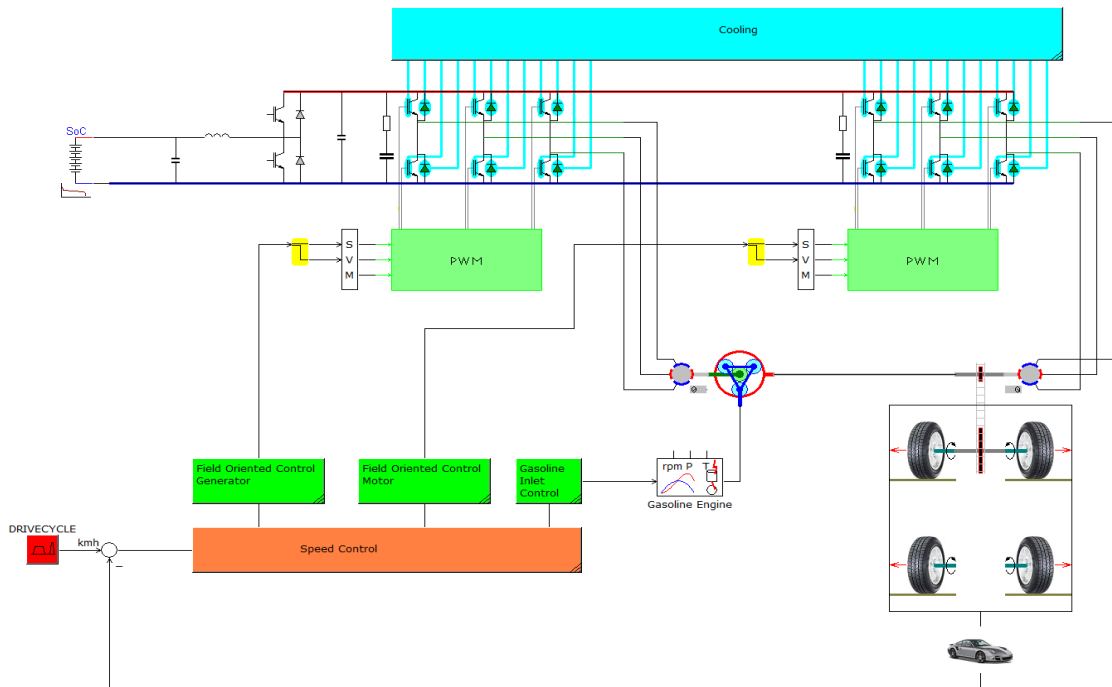 Cooling
SoC
S
V
M
PWM
S
V
M
PWM
Field Oriented Control
Generator
Field Oriented Control
Motor
Gasoline
Inlet
Control
rpm P T
Gasoline Engine
DRIVECYCLE
kmh
Speed Control